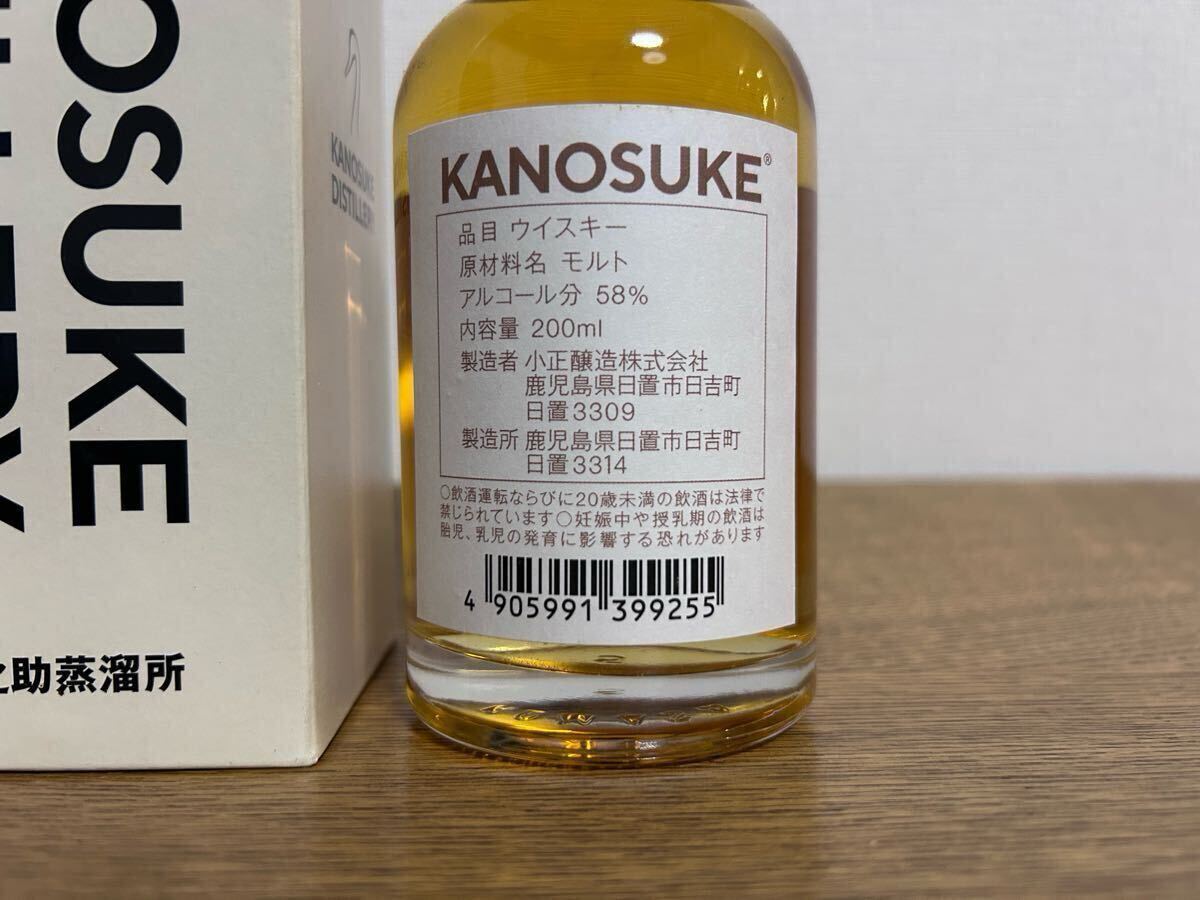 OSUKE
KANOSUKE
DISTILLERY
助蒸溜所
KANOSUKE®
品目 ウイスキー
原材料名 モルト
アルコール分 58%
内容量 200ml
製造者 小正醸造株式会社
鹿児島県日置市日吉町
日置3309
製造所 鹿児島県日置市日吉町
日置3314
○飲酒運転ならびに20歳未満の飲酒は法律で
禁じられています○妊娠中や授乳期の飲酒は
胎児、乳児の発育に影響する恐れがあります
4 905991 399255